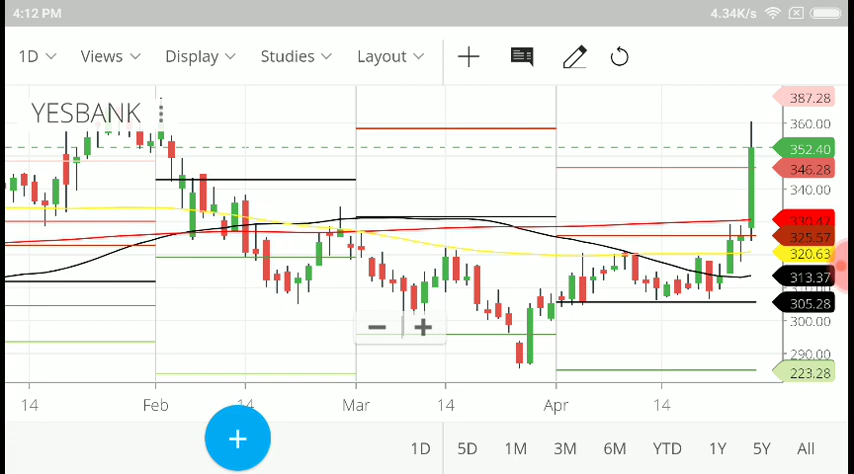 4:12 PM 4.34K/s
1D Views Display Studies Layout
YESBANK
387.28
360.00
352.40
346.28
340.00
330.47
325.57
320.63
313.37
305.28
300.00
290.00
223.28
14 Feb 14 Mar 14 Apr 14
1D 5D 1M 3M 6M YTD 1Y 5Y All